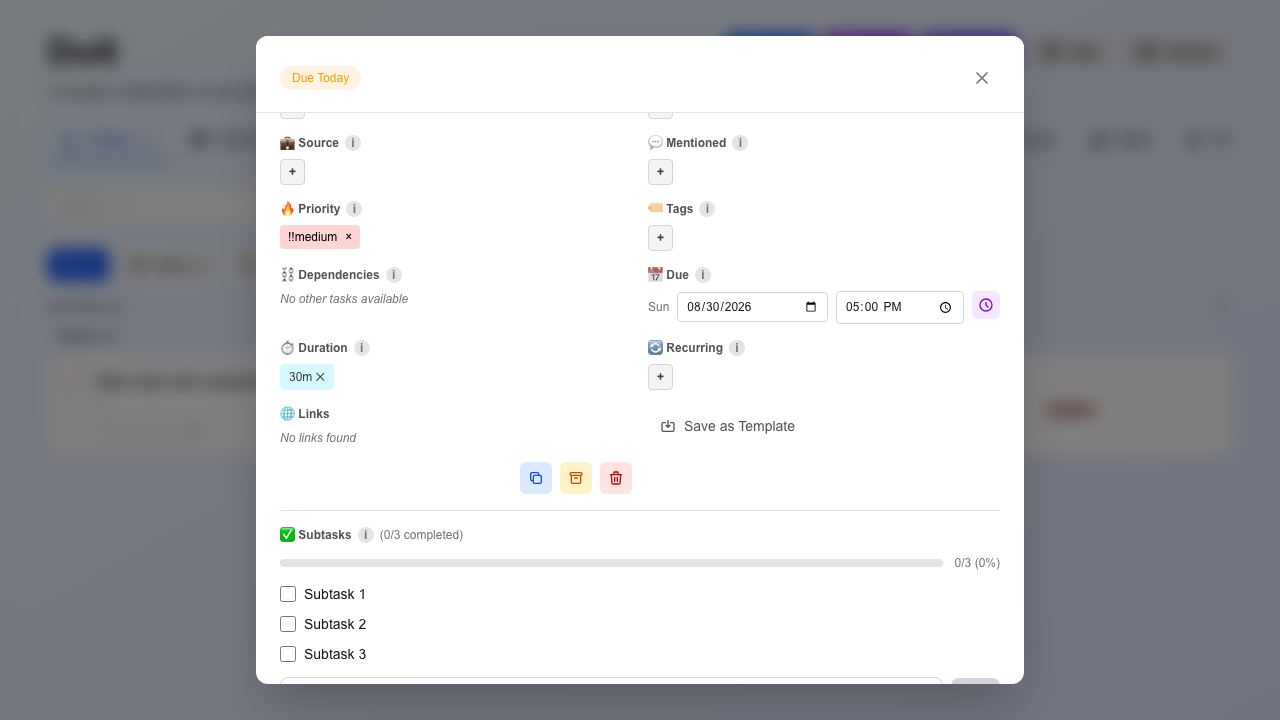 Due Today
Source i
Mentioned i
+
+
Priority i
Tags i
!!medium ×
+
Dependencies i
Due i
No other tasks available
Sun 08/30/2026 05:00 PM
Duration i
Recurring i
30m
+
Links
Save as Template
No links found
Subtasks i (0/3 completed)
0/3 (0%)
Subtask 1
Subtask 2
Subtask 3